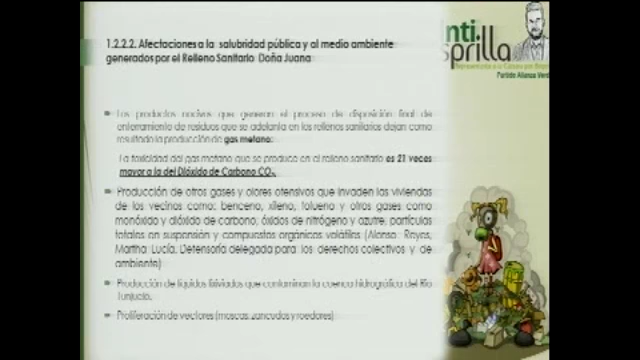 1.2.2.2. Afectaciones a la salubridad pública y al medio ambiente
generados por el Relleno Sanitario Doña Juana
nti
sprilla
Representante a la Cámara por Bogotá
Partido Alianza Verde
Los productos nocivos que generan el proceso de disposición final de
enterramiento de residuos que se adelanta en los rellenos sanitarios dejan como
resultado la producción de gas metano.
La toxicidad del gas metano que se produce en el relleno sanitario es 21 veces
mayor a la del Dióxido de Carbono CO₂.
Producción de otros gases y olores ofensivos que invaden las viviendas
de los vecinos como: benceno, xileno, tolueno y otros gases como
monóxido y dióxido de carbono, óxidos de nitrógeno y azufre, partículas
totales en suspensión y compuestos orgánicos volátiles (Alonso Reyes,
Martha Lucía, Defensoría delegada para los derechos colectivos y de
ambiente)
Producción de líquidos lixiviados que contaminan la cuenca hidrográfica del Río
Tunjuelo.
Proliferación de vectores (moscas, zancudos y roedores)